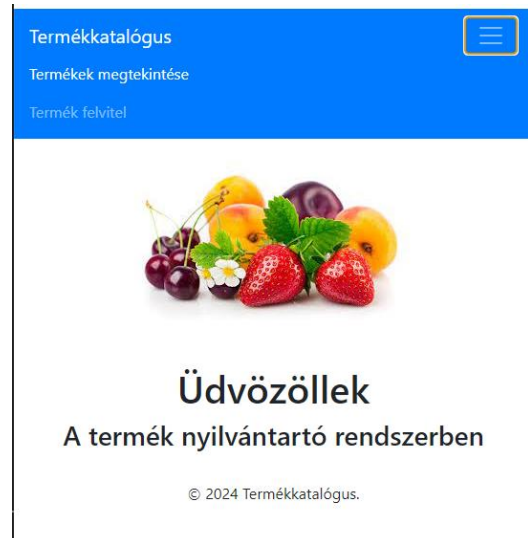 Termékkatalógus
Termékek megtekintése
Termék felvitel
Üdvözöllek
A termék nyilvántartó rendszerben
© 2024 Termékkatalógus.